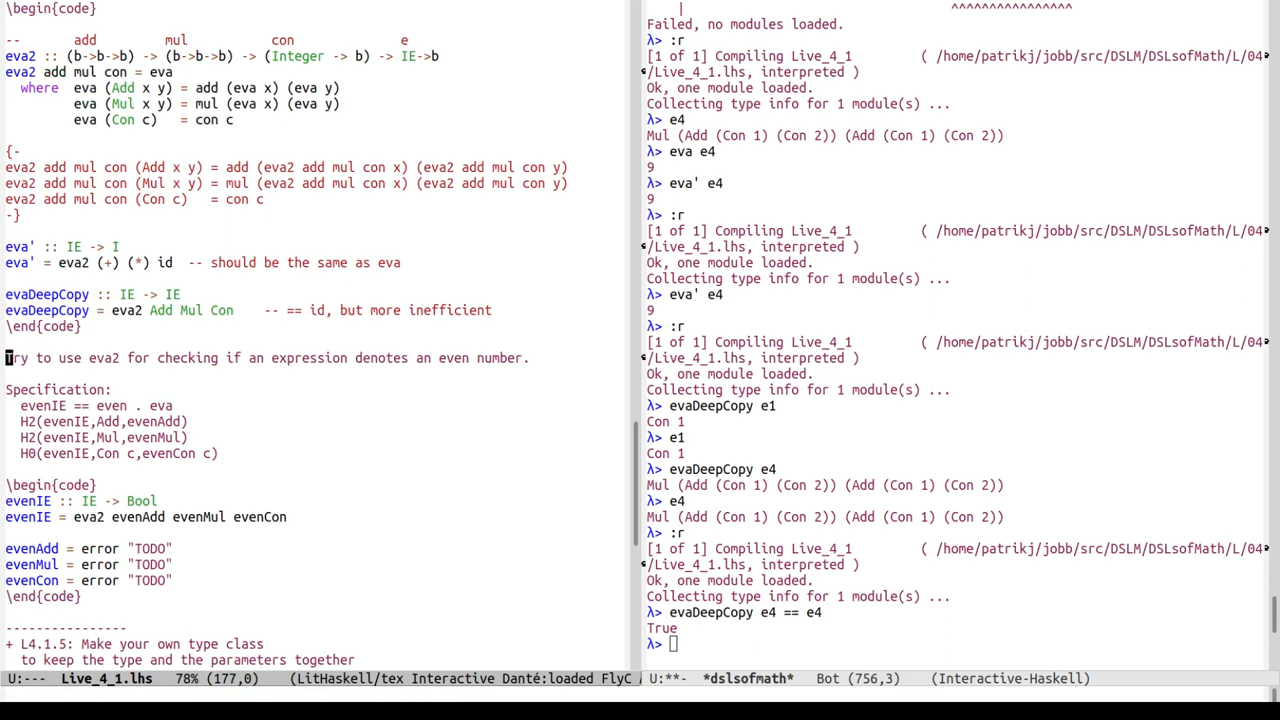 \begin{code}
--       add         mul           con              e
eva2 :: (b->b->b) -> (b->b->b) -> (Integer -> b) -> IE->b
eva2 add mul con = eva
  where  eva (Add x y) = add (eva x) (eva y)
         eva (Mul x y) = mul (eva x) (eva y)
         eva (Con c)   = con c
{-
eva2 add mul con (Add x y) = add (eva2 add mul con x) (eva2 add mul con y)
eva2 add mul con (Mul x y) = mul (eva2 add mul con x) (eva2 add mul con y)
eva2 add mul con (Con c)   = con c
-}
eva' :: IE -> I
eva' = eva2 (+) (*) id  -- should be the same as eva
evaDeepCopy :: IE -> IE
evaDeepCopy = eva2 Add Mul Con    -- == id, but more inefficient
\end{code}
Try to use eva2 for checking if an expression denotes an even number.
Specification:
  evenIE == even . eva
  H2(evenIE,Add,evenAdd)
  H2(evenIE,Mul,evenMul)
  H0(evenIE,Con c,evenCon c)
\begin{code}
evenIE :: IE -> Bool
evenIE = eva2 evenAdd evenMul evenCon
evenAdd = error "TODO"
evenMul = error "TODO"
evenCon = error "TODO"
\end{code}
----------------
+ L4.1.5: Make your own type class
  to keep the type and the parameters together
U:---  Live_4_1.lhs   78% (177,0)    (LitHaskell/tex Interactive Danté:loaded FlyC
    |                                   ^^^^^^^^^^^^^^^^
Failed, no modules loaded.
λ> :r
[1 of 1] Compiling Live_4_1         ( /home/patrikj/jobb/src/DSLM/DSLsofMath/L/04
/Live_4_1.lhs, interpreted )
Ok, one module loaded.
Collecting type info for 1 module(s) ...
λ> e4
Mul (Add (Con 1) (Con 2)) (Add (Con 1) (Con 2))
λ> eva e4
9
λ> eva' e4
9
λ> :r
[1 of 1] Compiling Live_4_1         ( /home/patrikj/jobb/src/DSLM/DSLsofMath/L/04
/Live_4_1.lhs, interpreted )
Ok, one module loaded.
Collecting type info for 1 module(s) ...
λ> eva' e4
9
λ> :r
[1 of 1] Compiling Live_4_1         ( /home/patrikj/jobb/src/DSLM/DSLsofMath/L/04
/Live_4_1.lhs, interpreted )
Ok, one module loaded.
Collecting type info for 1 module(s) ...
λ> evaDeepCopy e1
Con 1
λ> e1
Con 1
λ> evaDeepCopy e4
Mul (Add (Con 1) (Con 2)) (Add (Con 1) (Con 2))
λ> e4
Mul (Add (Con 1) (Con 2)) (Add (Con 1) (Con 2))
λ> :r
[1 of 1] Compiling Live_4_1         ( /home/patrikj/jobb/src/DSLM/DSLsofMath/L/04
/Live_4_1.lhs, interpreted )
Ok, one module loaded.
Collecting type info for 1 module(s) ...
λ> evaDeepCopy e4 == e4
True
λ>
U:**-  *dslsofmath*   Bot (756,3)    (Interactive-Haskell)